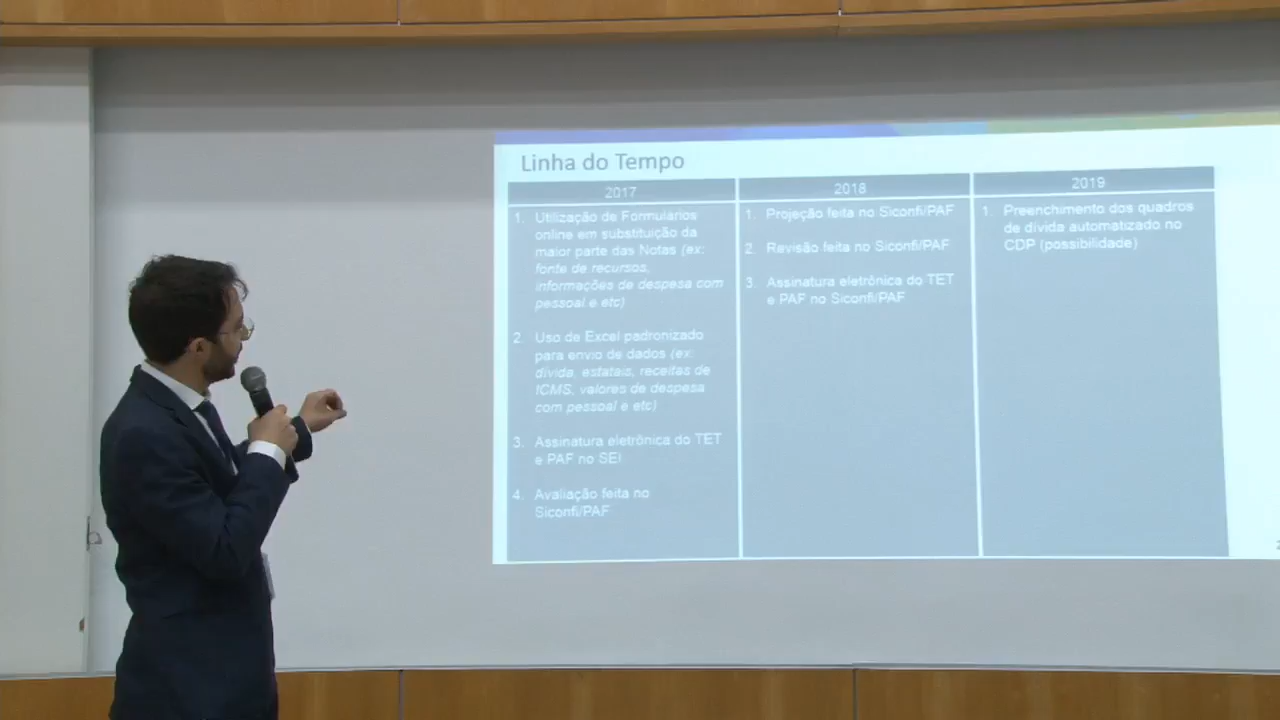 Linha do Tempo
2017
1. Utilização de Formulários
online em substituição da
maior parte das Notas (ex:
fonte de recursos,
informações de despesa com
pessoal e etc)
2. Uso de Excel padronizado
para envio de dados (ex:
dívida, estatais, receitas de
ICMS, valores de despesa
com pessoal e etc)
3. Assinatura eletrônica do TET
e PAF no SEI
4. Avaliação feita no
Siconfi/PAF
2018
1. Projeção feita no Siconfi/PAF
2. Revisão feita no Siconfi/PAF
3. Assinatura eletrônica do TET
e PAF no Siconfi/PAF
2019
1. Preenchimento dos quadros
de dívida automatizado no
CDP (possibilidade)